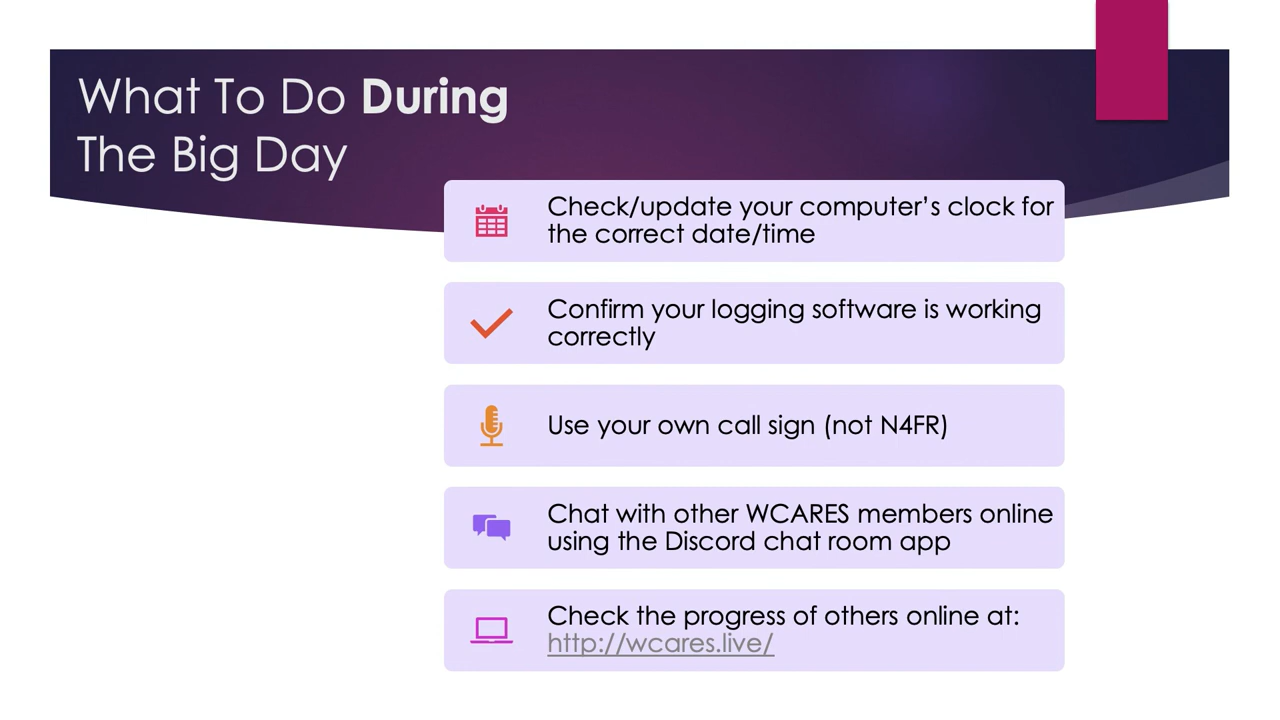 What To Do During
The Big Day
Check/update your computer’s clock for
the correct date/time
Confirm your logging software is working
correctly
Use your own call sign (not N4FR)
Chat with other WCARES members online
using the Discord chat room app
Check the progress of others online at:
http://wcares.live/